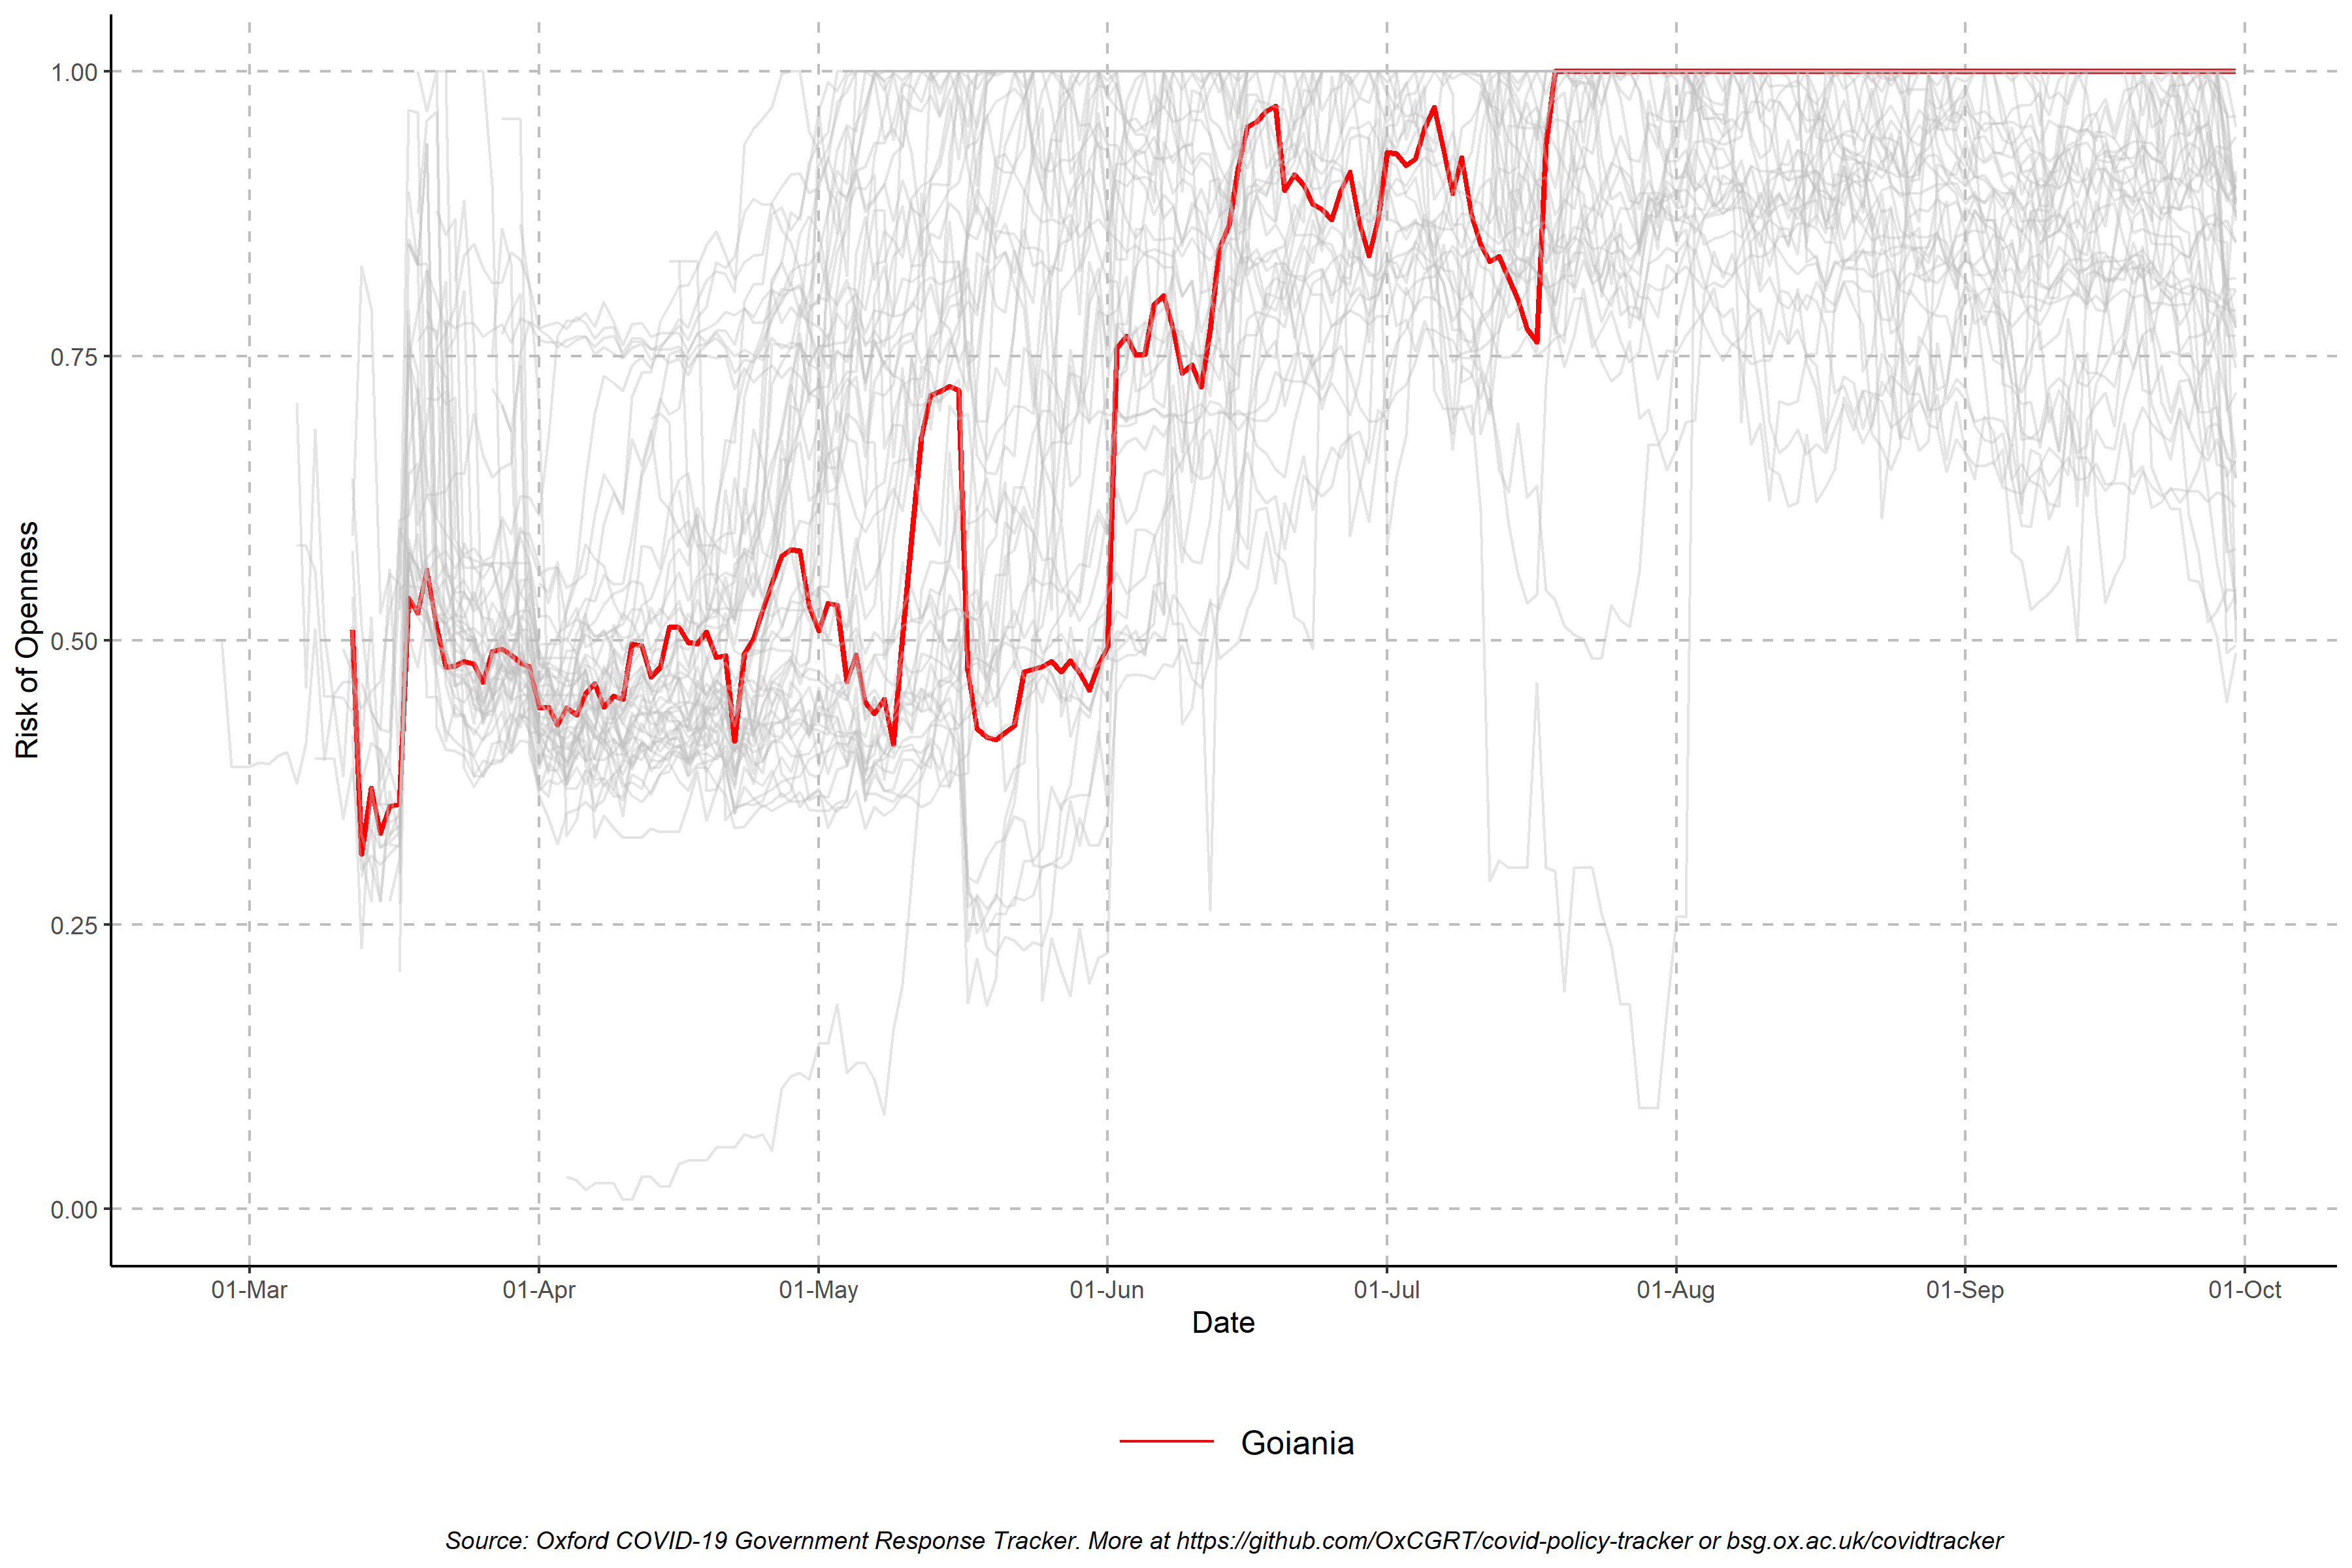 1.00
0.75
0.50
0.25
0.00
Risk of Openness
01-Mar 01-Apr 01-May 01-Jun 01-Jul 01-Aug 01-Sep 01-Oct
Date
Goiania
Source: Oxford COVID-19 Government Response Tracker. More at https://github.com/OxCGRT/covid-policy-tracker or bsg.ox.ac.uk/covidtracker